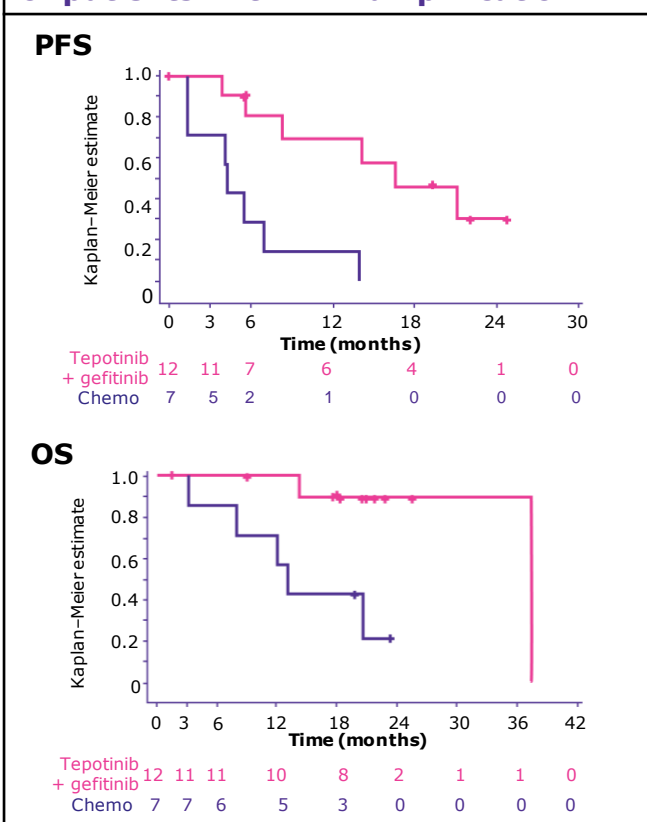 PFS
Kaplan–Meier estimate
1.0
0.8
0.6
0.4
0.2
0
0 3 6 12 18 24 30
Time (months)
Tepotinib
+ gefitinib 12 11 7 6 4 1 0
Chemo 7 5 2 1 0 0 0
OS
Kaplan–Meier estimate
1.0
0.8
0.6
0.4
0.2
0
0 3 6 12 18 24 30 36 42
Time (months)
Tepotinib
+ gefitinib 12 11 11 10 8 2 1 1 0
Chemo 7 7 6 5 3 0 0 0 0